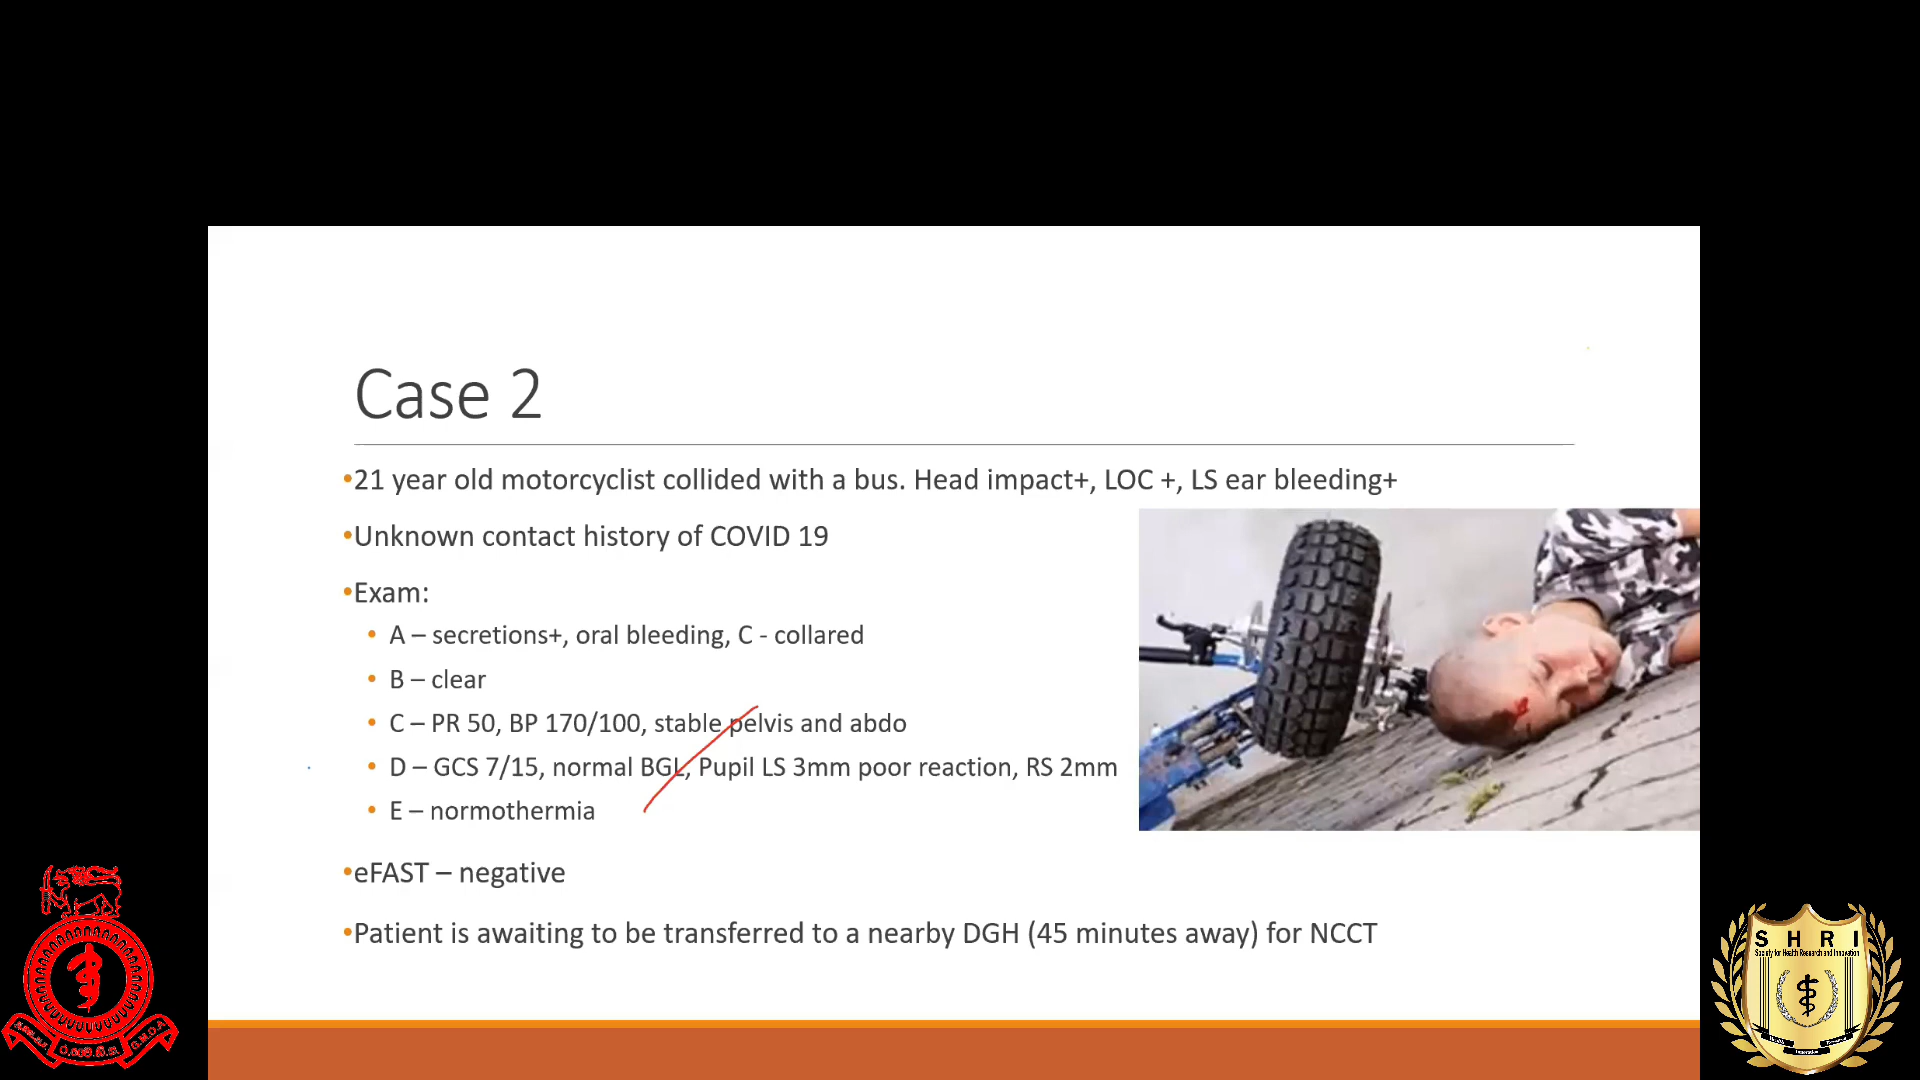 Case 2
•21 year old motorcyclist collided with a bus. Head impact+, LOC +, LS ear bleeding+
•Unknown contact history of COVID 19
•Exam:
• A – secretions+, oral bleeding, C - collared
• B – clear
• C – PR 50, BP 170/100, stable pelvis and abdo
• D – GCS 7/15, normal BGL, Pupil LS 3mm poor reaction, RS 2mm
• E – normothermia
•eFAST – negative
•Patient is awaiting to be transferred to a nearby DGH (45 minutes away) for NCCT
S H R I
Society for Health Research and Innovation